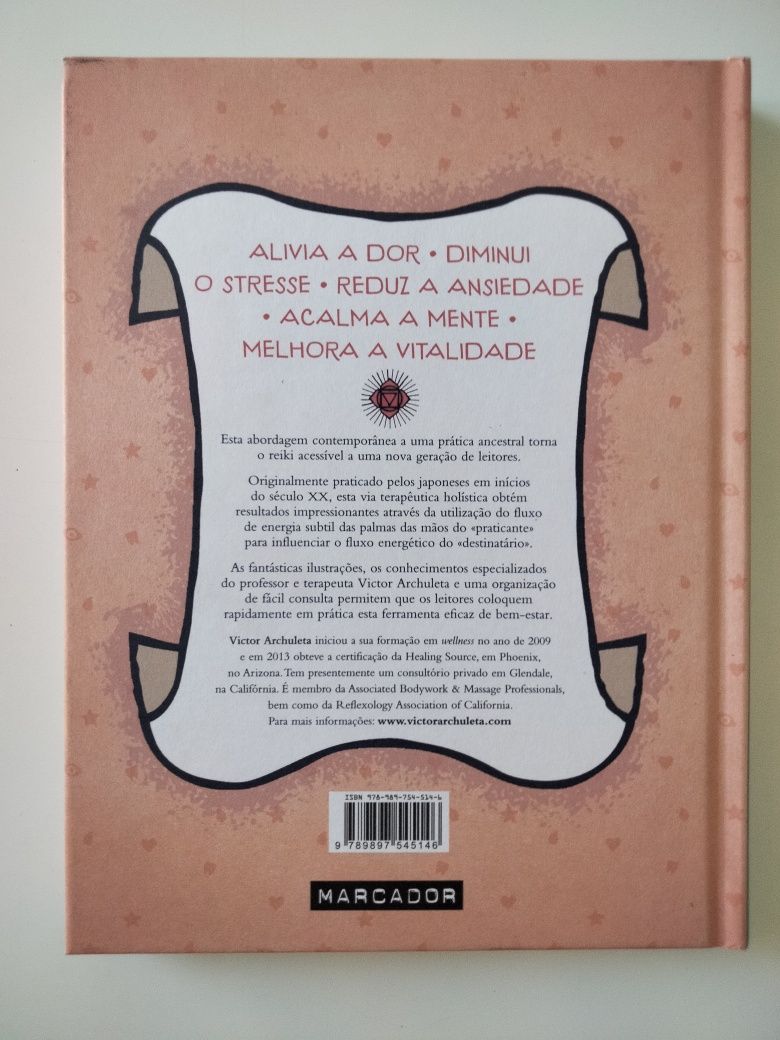 ALIVIA A DOR • DIMINUI
O STRESSE • REDUZ A ANSIEDADE
• ACALMA A MENTE •
MELHORA A VITALIDADE
Esta abordagem contemporânea a uma prática ancestral torna
o reiki acessível a uma nova geração de leitores.
Originalmente praticado pelos japoneses em inícios
do século XX, esta via terapêutica holística obtém
resultados impressionantes através da utilização do fluxo
de energia subtil das palmas das mãos do «praticante»
para influenciar o fluxo energético do «destinatário».
As fantásticas ilustrações, os conhecimentos especializados
do professor e terapeuta Victor Archuleta e uma organização
de fácil consulta permitem que os leitores coloquem
rapidamente em prática esta ferramenta eficaz de bem-estar.
Victor Archuleta iniciou a sua formação em wellness no ano de 2009
e em 2013 obteve a certificação da Healing Source, em Phoenix,
no Arizona. Tem presentemente um consultório privado em Glendale,
na Califórnia. É membro da Associated Bodywork & Massage Professionals,
bem como da Reflexology Association of California.
Para mais informações: www.victorarchuleta.com
ISBN 978-989-754-514-6
9 789897 545146
MARCADOR